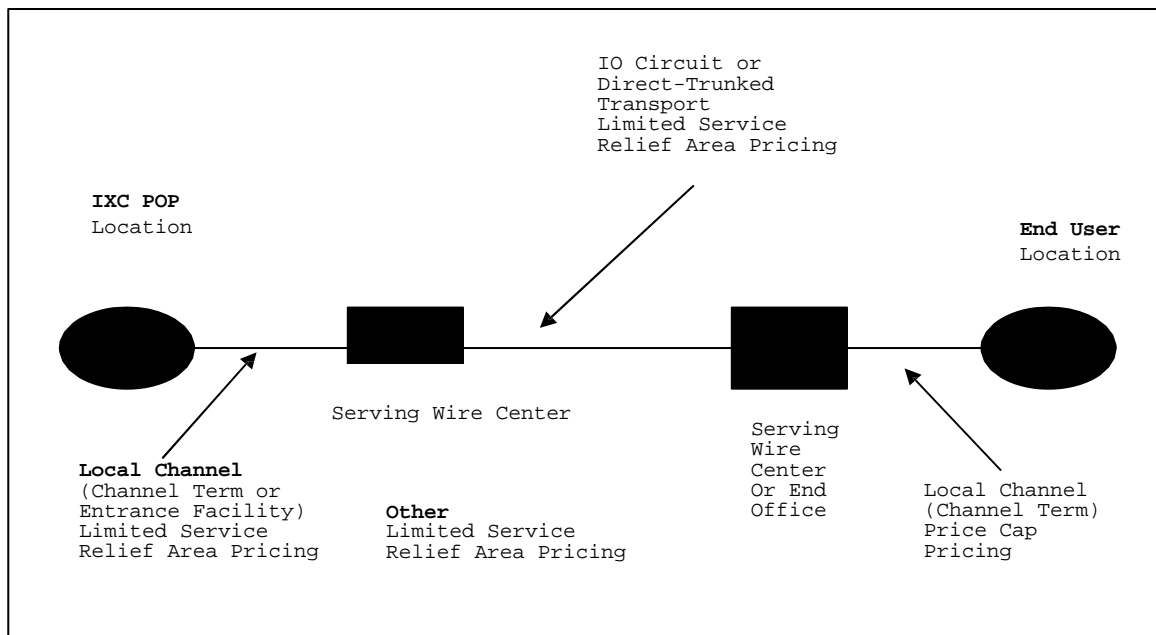 IO Circuit or
Direct-Trunked
Transport
Limited Service
Relief Area Pricing
IXC POP
Location
End User
Location
Serving Wire Center
Serving
Wire
Center
Or End
Office
Local Channel
(Channel Term or
Entrance Facility)
Limited Service
Relief Area Pricing
Other
Limited Service
Relief Area Pricing
Local Channel
(Channel Term)
Price Cap
Pricing